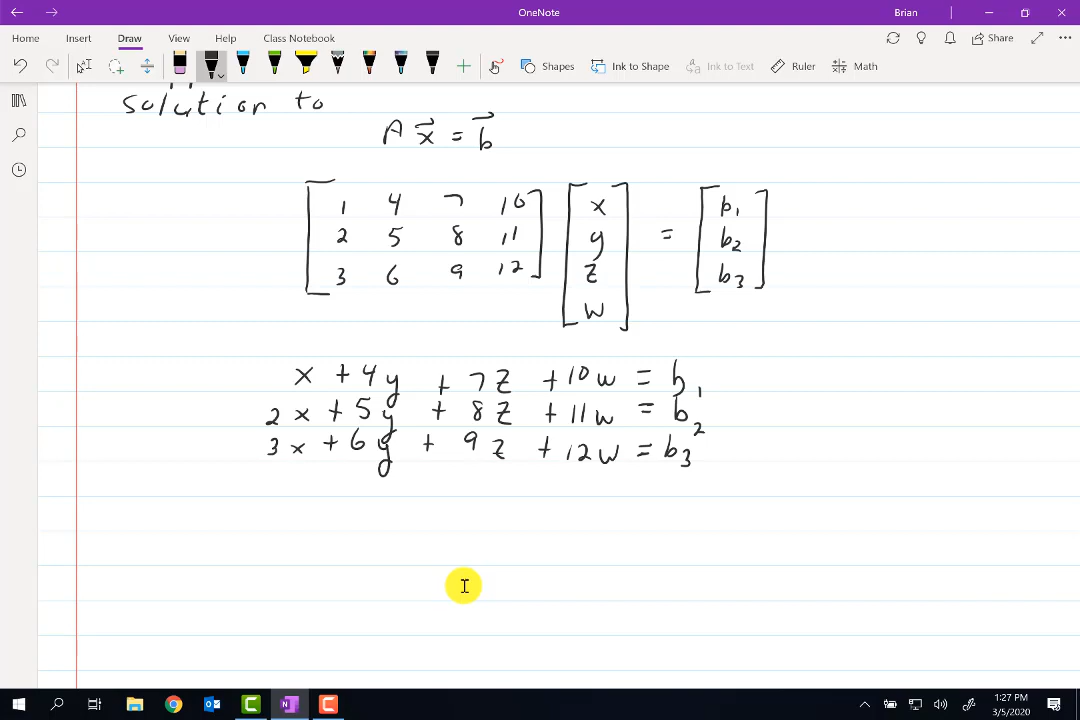 OneNote
Brian
Home Insert Draw View Help Class Notebook
Share
Shapes Ink to Shape Ink to Text Ruler Math
solution to
A x⃗ = b⃗
[1 4 7 10] [x] [b₁]
[2 5 8 11] [y] = [b₂]
[3 6 9 12] [z] [b₃]
[w]
x + 4y + 7z + 10w = b₁
2x + 5y + 8z + 11w = b₂
3x + 6y + 9z + 12w = b₃
1:27 PM
3/5/2020